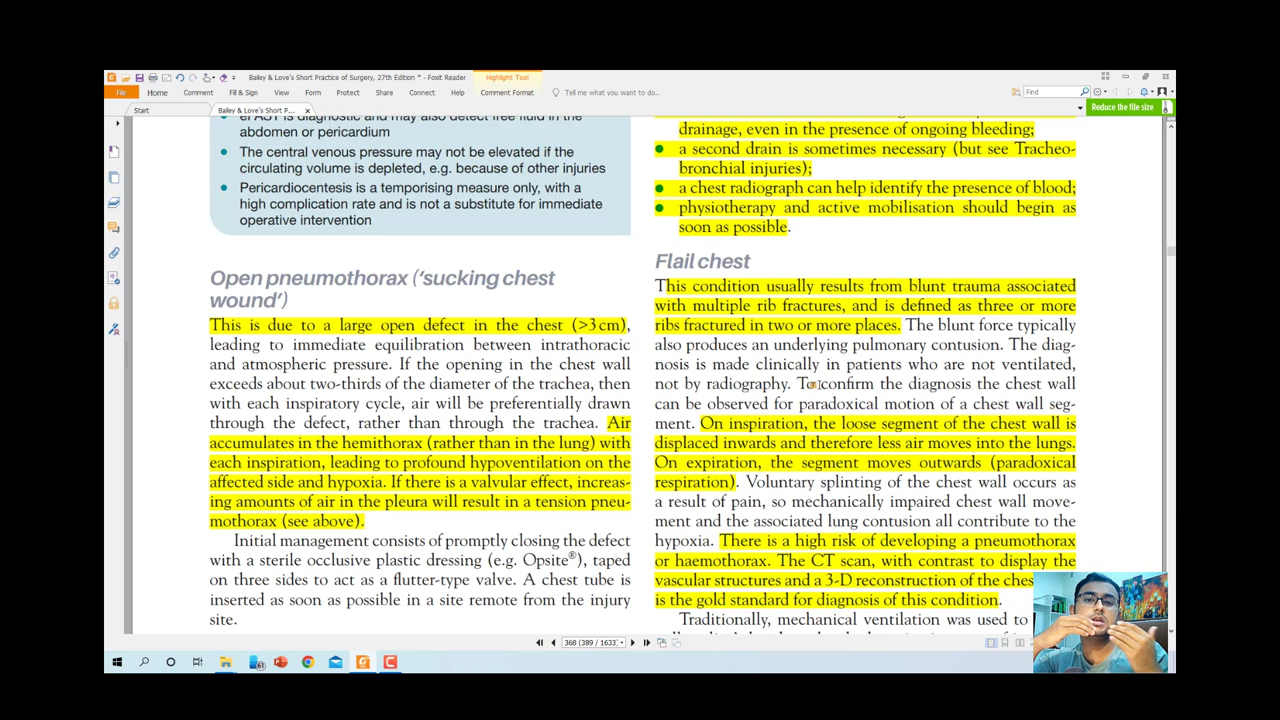 Bailey & Love's Short Practice of Surgery, 27th Edition * - Foxit Reader
Highlight Tool
File
Home
Comment
Fill & Sign
View
Form
Protect
Share
Connect
Help
Comment Format
Tell me what you want to do..
Find
Start
Bailey & Love's Short P...
Reduce the file size
eFAST is diagnostic and may also detect free fluid in the
abdomen or pericardium
The central venous pressure may not be elevated if the
circulating volume is depleted, e.g. because of other injuries
Pericardiocentesis is a temporising measure only, with a
high complication rate and is not a substitute for immediate
operative intervention
Open pneumothorax ('sucking chest
wound')
This is due to a large open defect in the chest (>3 cm),
leading to immediate equilibration between intrathoracic
and atmospheric pressure. If the opening in the chest wall
exceeds about two-thirds of the diameter of the trachea, then
with each inspiratory cycle, air will be preferentially drawn
through the defect, rather than through the trachea. Air
accumulates in the hemithorax (rather than in the lung) with
each inspiration, leading to profound hypoventilation on the
affected side and hypoxia. If there is a valvular effect, increas-
ing amounts of air in the pleura will result in a tension pneu-
mothorax (see above).
Initial management consists of promptly closing the defect
with a sterile occlusive plastic dressing (e.g. Opsite®), taped
on three sides to act as a flutter-type valve. A chest tube is
inserted as soon as possible in a site remote from the injury
site.
drainage, even in the presence of ongoing bleeding;
a second drain is sometimes necessary (but see Tracheo-
bronchial injuries);
a chest radiograph can help identify the presence of blood;
physiotherapy and active mobilisation should begin as
soon as possible.
Flail chest
This condition usually results from blunt trauma associated
with multiple rib fractures, and is defined as three or more
ribs fractured in two or more places. The blunt force typically
also produces an underlying pulmonary contusion. The diag-
nosis is made clinically in patients who are not ventilated,
not by radiography. To confirm the diagnosis the chest wall
can be observed for paradoxical motion of a chest wall seg-
ment. On inspiration, the loose segment of the chest wall is
displaced inwards and therefore less air moves into the lungs.
On expiration, the segment moves outwards (paradoxical
respiration). Voluntary splinting of the chest wall occurs as
a result of pain, so mechanically impaired chest wall move-
ment and the associated lung contusion all contribute to the
hypoxia. There is a high risk of developing a pneumothorax
or haemothorax. The CT scan, with contrast to display the
vascular structures and a 3-D reconstruction of the
is the gold standard for diagnosis of this condition.
Traditionally, mechanical ventilation was used to
368 (389 / 1633)
61